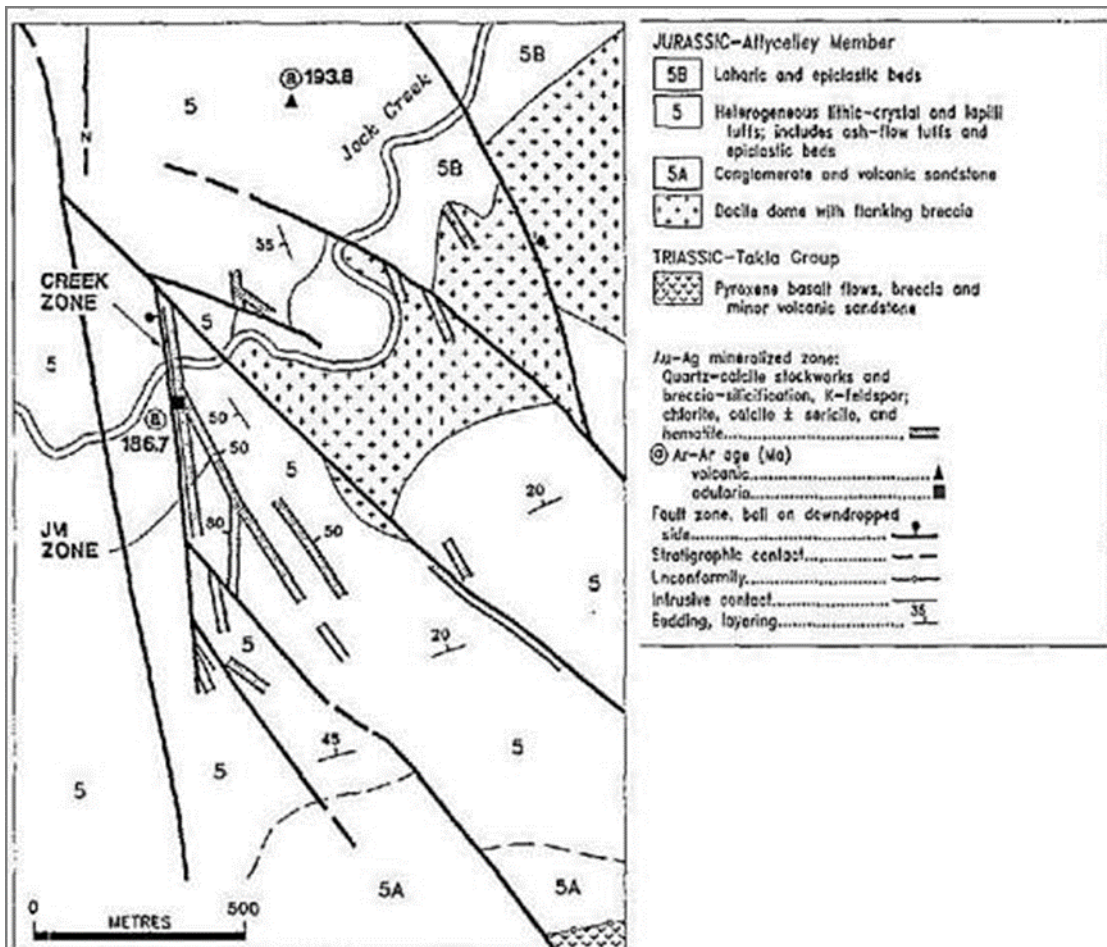 5B
ⓐ 193.8
5
Jock Creek
N
5B
55
CREEK
ZONE
5
5
50
ⓐ
186.7
50
5
20
JM
ZONE
80
50
5
20
5
45
5
5
5
5A
5A
0 500
METRES
JURASSIC-Attycelley Member
5B Laharic and epiclastic beds
5 Heterogeneous lithic-crystal and lapilli
tuffs; includes ash-flow tuffs and
epiclastic beds
5A Conglomerate and volcanic sandstone
Dacite dome with flanking breccia
TRIASSIC-Takla Group
Pyroxene basalt flows, breccia and
minor volcanic sandstone
Au-Ag mineralized zone:
Quartz-calcite stockworks and
breccia-silicification, K-feldspar;
chlorite, calcite ± sericite, and
hematite
ⓐ Ar-Ar age (Ma)
volcanic
adularia
Fault zone, ball on downdropped
side
Stratigraphic contact
Unconformity
Intrusive contact
Bedding, layering 35